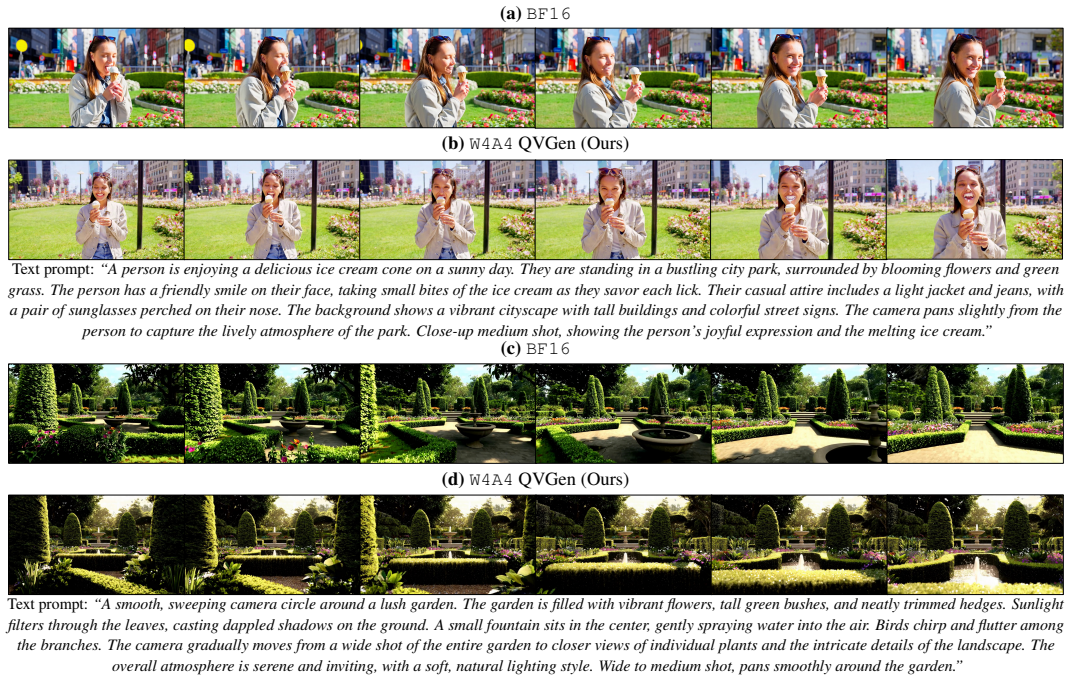 (a) BF16
(b) W4A4 QVGen (Ours)
Text prompt: “A person is enjoying a delicious ice cream cone on a sunny day. They are standing in a bustling city park, surrounded by blooming flowers and green
grass. The person has a friendly smile on their face, taking small bites of the ice cream as they savor each lick. Their casual attire includes a light jacket and jeans, with
a pair of sunglasses perched on their nose. The background shows a vibrant cityscape with tall buildings and colorful street signs. The camera pans slightly from the
person to capture the lively atmosphere of the park. Close-up medium shot, showing the person’s joyful expression and the melting ice cream.”
(c) BF16
(d) W4A4 QVGen (Ours)
Text prompt: “A smooth, sweeping camera circle around a lush garden. The garden is filled with vibrant flowers, tall green bushes, and neatly trimmed hedges. Sunlight
filters through the leaves, casting dappled shadows on the ground. A small fountain sits in the center, gently spraying water into the air. Birds chirp and flutter among
the branches. The camera gradually moves from a wide shot of the entire garden to closer views of individual plants and the intricate details of the landscape. The
overall atmosphere is serene and inviting, with a soft, natural lighting style. Wide to medium shot, pans smoothly around the garden.”